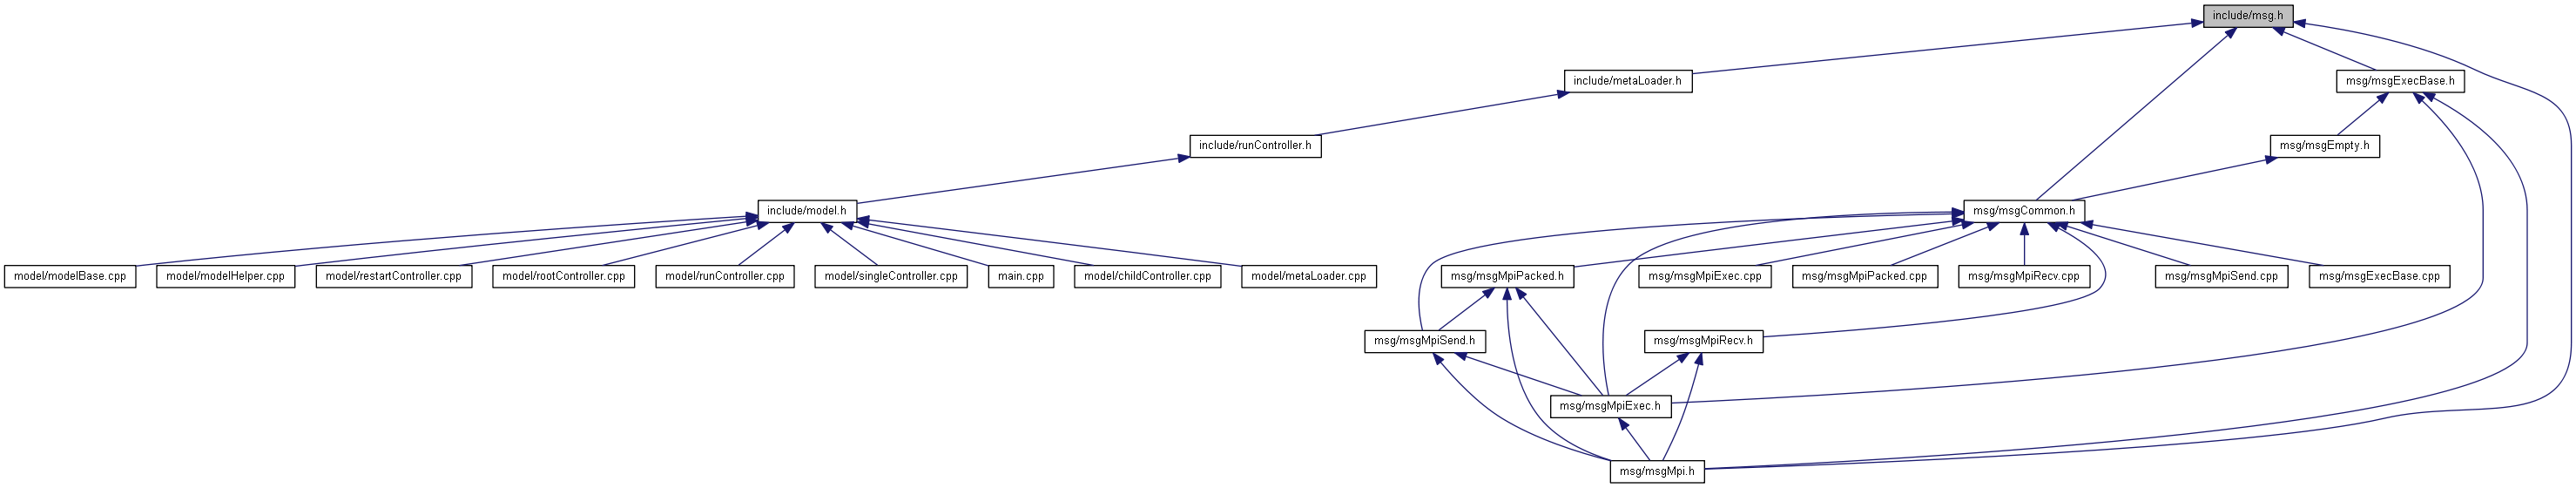 include/msg.h
include/metaLoader.h
msg/msgExecBase.h
include/runController.h
msg/msgEmpty.h
include/model.h
msg/msgCommon.h
model/modelBase.cpp
model/modelHelper.cpp
model/restartController.cpp
model/rootController.cpp
model/runController.cpp
model/singleController.cpp
main.cpp
model/childController.cpp
model/metaLoader.cpp
msg/msgMpiPacked.h
msg/msgMpiExec.cpp
msg/msgMpiPacked.cpp
msg/msgMpiRecv.cpp
msg/msgMpiSend.cpp
msg/msgExecBase.cpp
msg/msgMpiSend.h
msg/msgMpiRecv.h
msg/msgMpiExec.h
msg/msgMpi.h